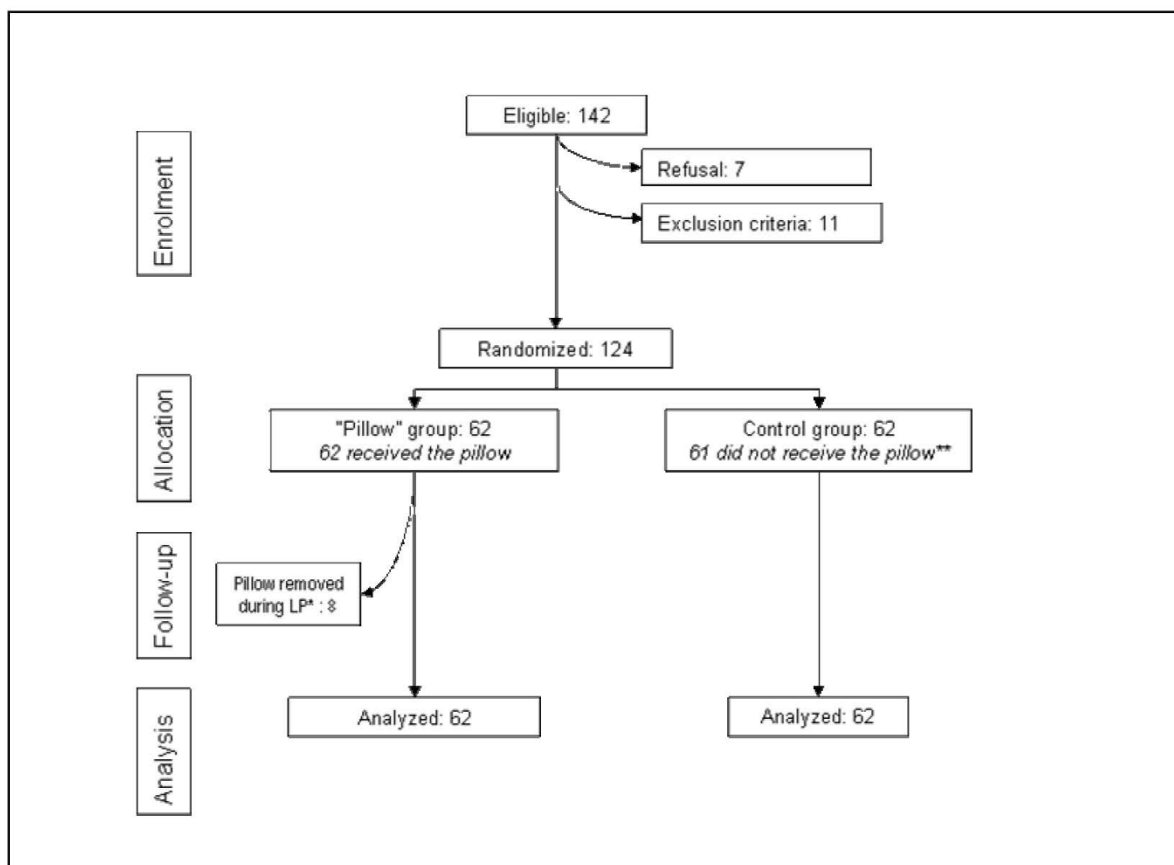 Enrolment
Eligible: 142
Refusal: 7
Exclusion criteria: 11
Randomized: 124
Allocation
"Pillow" group: 62
62 received the pillow
Control group: 62
61 did not receive the pillow**
Follow-up
Pillow removed
during LP* : 8
Analysis
Analyzed: 62
Analyzed: 62